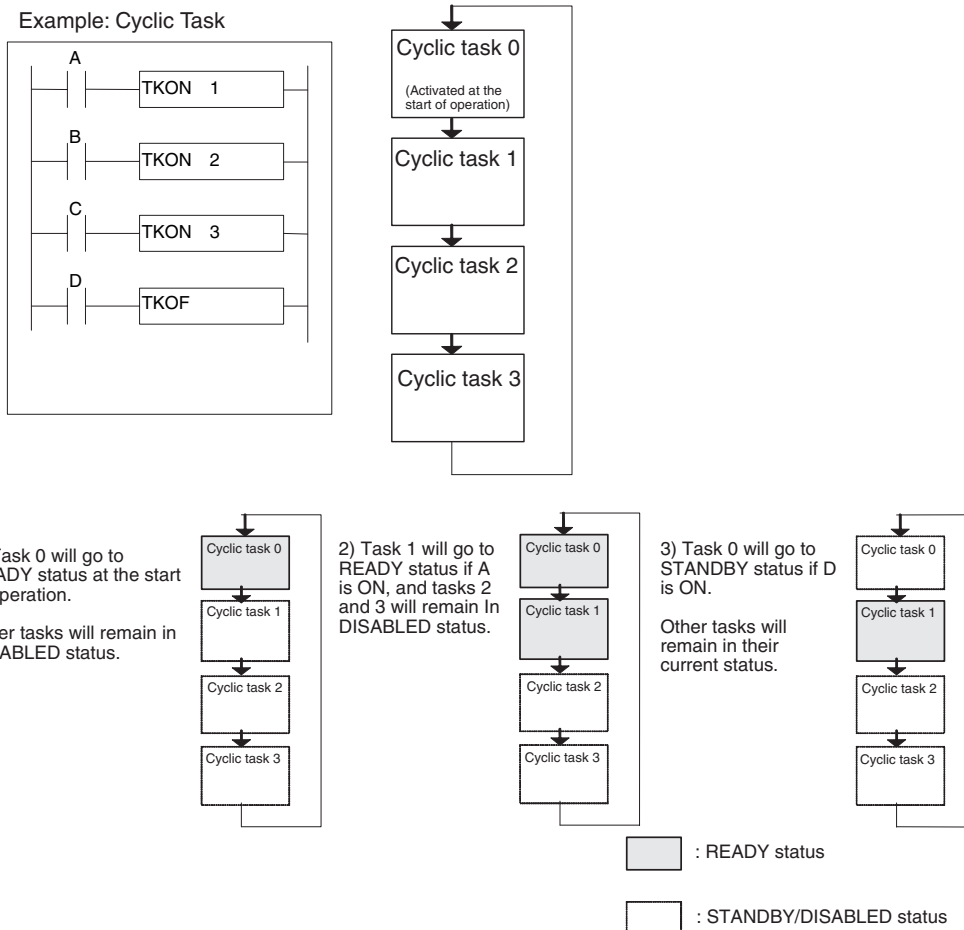 Example: Cyclic Task
A
TKON 1
B
TKON 2
C
TKON 3
D
TKOF
Cyclic task 0
(Activated at the
start of operation)
Cyclic task 1
Cyclic task 2
Cyclic task 3
ask 0 will go to
ADY status at the start
peration.
er tasks will remain in
ABLED status.
Cyclic task 0
Cyclic task 1
Cyclic task 2
Cyclic task 3
2) Task 1 will go to
READY status if A
is ON, and tasks 2
and 3 will remain In
DISABLED status.
Cyclic task 0
Cyclic task 1
Cyclic task 2
Cyclic task 3
3) Task 0 will go to
STANDBY status if D
is ON.
Other tasks will
remain in their
current status.
Cyclic task 0
Cyclic task 1
Cyclic task 2
Cyclic task 3
: READY status
: STANDBY/DISABLED status